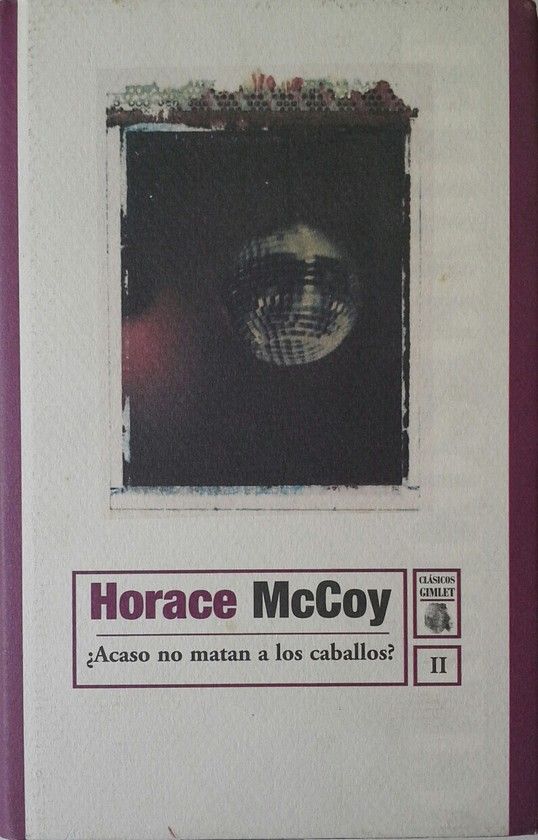 Horace McCoy
¿Acaso no matan a los caballos?
CLÁSICOS
GIMLET
II